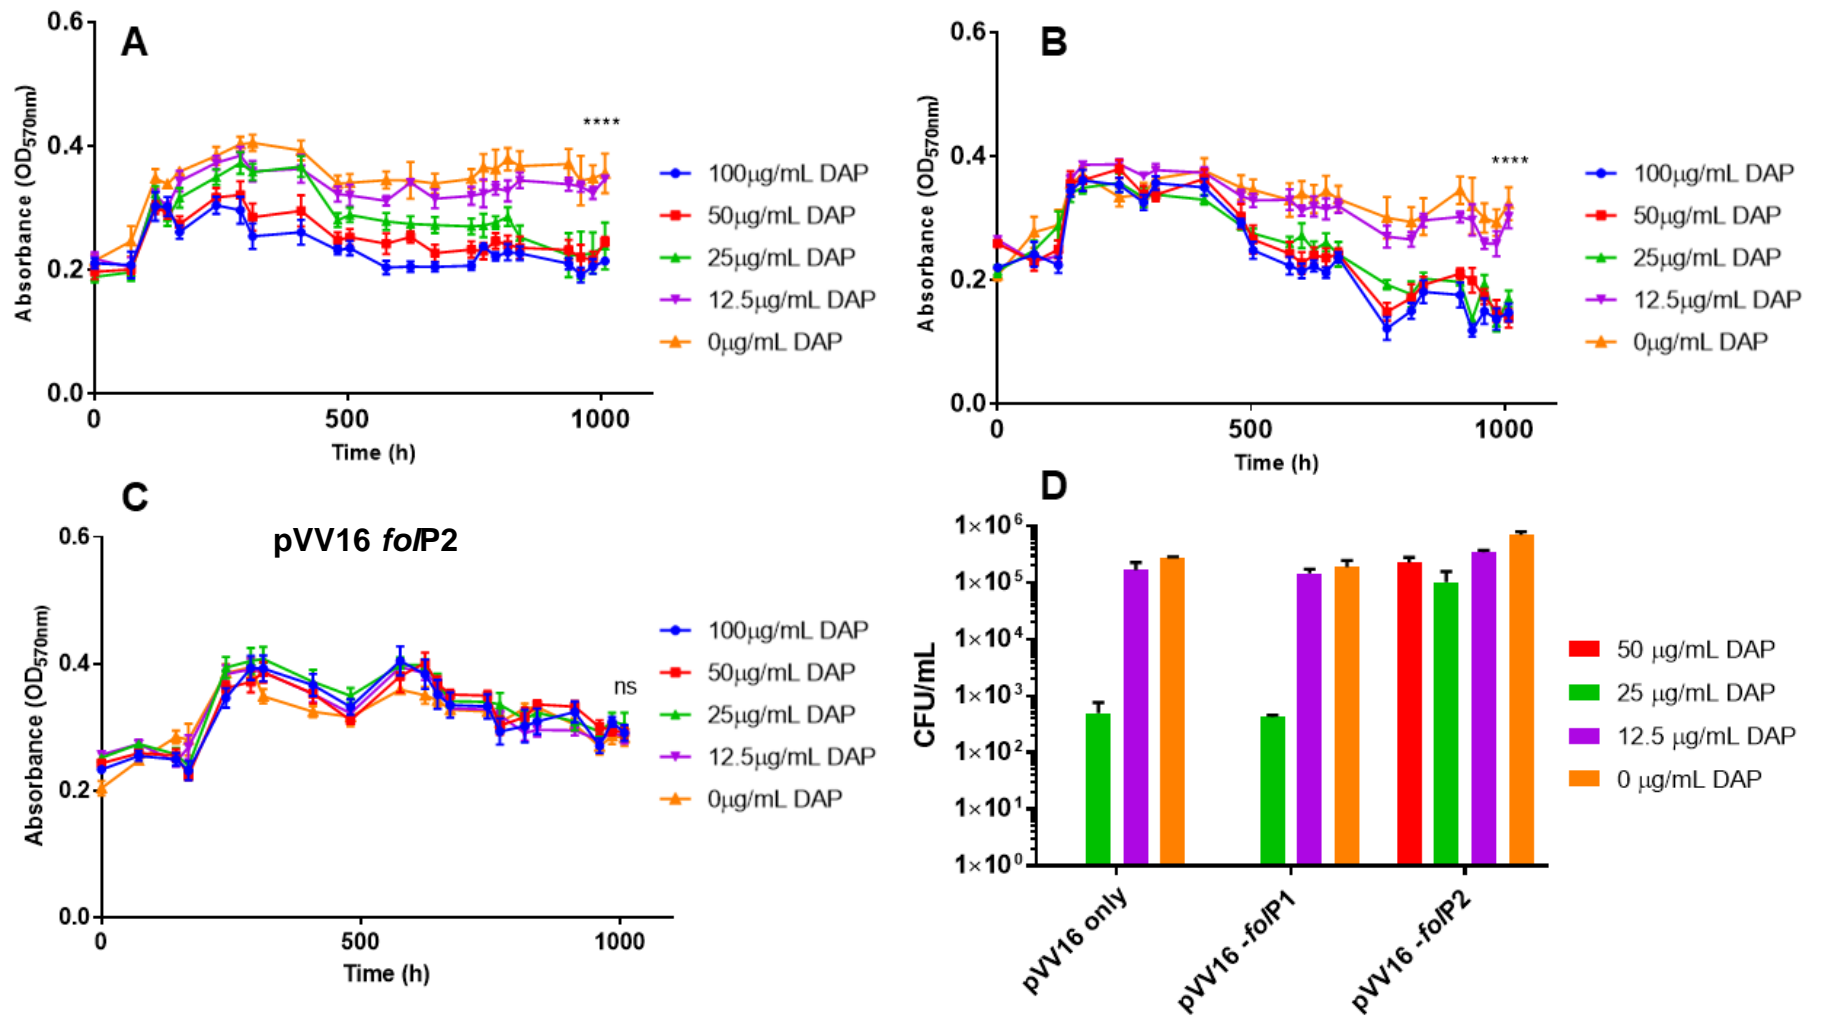 A
0.6
0.4
0.2
0.0
Absorbance (OD570nm)
0
500
1000
Time (h)
****
100μg/mL DAP
50μg/mL DAP
25μg/mL DAP
12.5μg/mL DAP
0μg/mL DAP
B
0.6
0.4
0.2
0.0
Absorbance (OD570nm)
0
500
1000
Time (h)
****
100μg/mL DAP
50μg/mL DAP
25μg/mL DAP
12.5μg/mL DAP
0μg/mL DAP
C
pVV16 folP2
0.6
0.4
0.2
0.0
Absorbance (OD570nm)
0
500
1000
Time (h)
ns
100μg/mL DAP
50μg/mL DAP
25μg/mL DAP
12.5μg/mL DAP
0μg/mL DAP
D
1×10^6
1×10^5
1×10^4
1×10^3
1×10^2
1×10^1
1×10^0
CFU/mL
pVV16 only
pVV16 -folP1
pVV16 -folP2
50 μg/mL DAP
25 μg/mL DAP
12.5 μg/mL DAP
0 μg/mL DAP